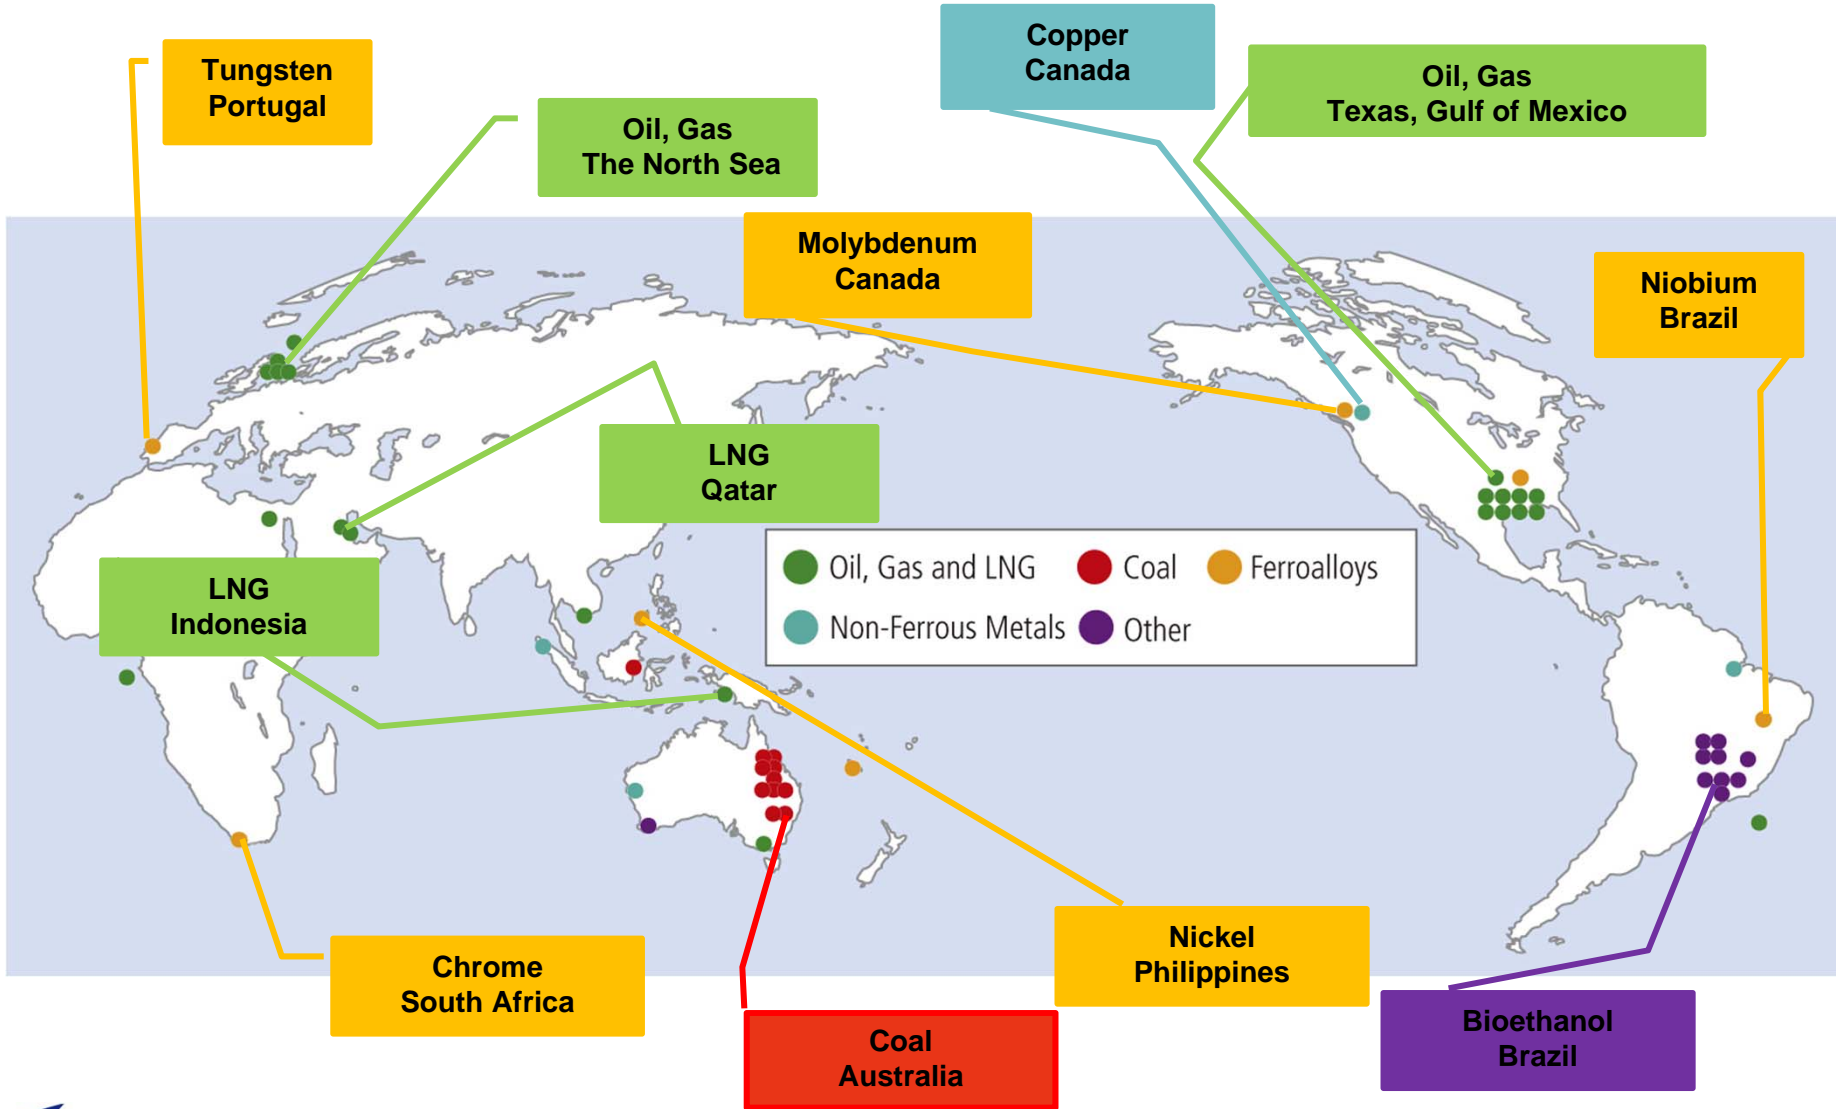 Tungsten
Portugal
Oil, Gas
The North Sea
Copper
Canada
Oil, Gas
Texas, Gulf of Mexico
Molybdenum
Canada
Niobium
Brazil
LNG
Qatar
LNG
Indonesia
Oil, Gas and LNG
Coal
Ferroalloys
Non-Ferrous Metals
Other
Chrome
South Africa
Coal
Australia
Nickel
Philippines
Bioethanol
Brazil